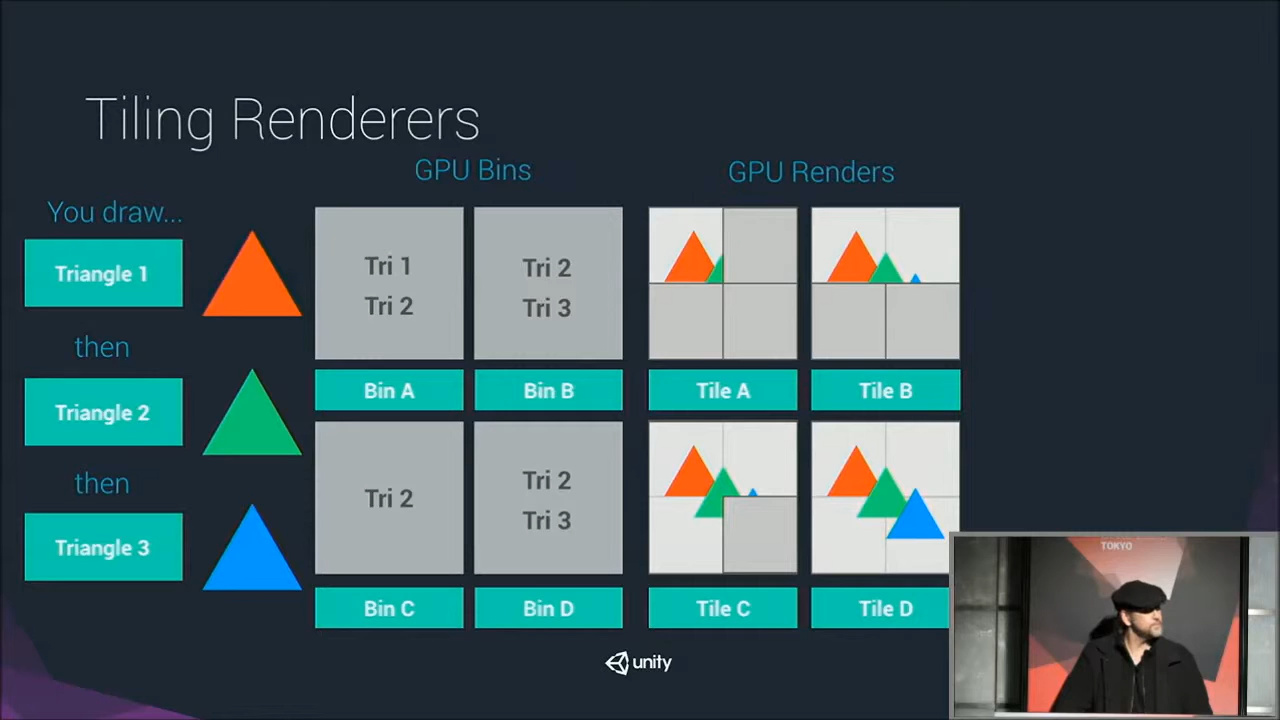 Tiling Renderers
GPU Bins
GPU Renders
You draw...
Triangle 1
then
Triangle 2
then
Triangle 3
Tri 1
Tri 2
Tri 2
Tri 3
Bin A
Bin B
Tri 2
Tri 2
Tri 3
Bin C
Bin D
Tile A
Tile B
Tile C
Tile D
unity
TOKYO